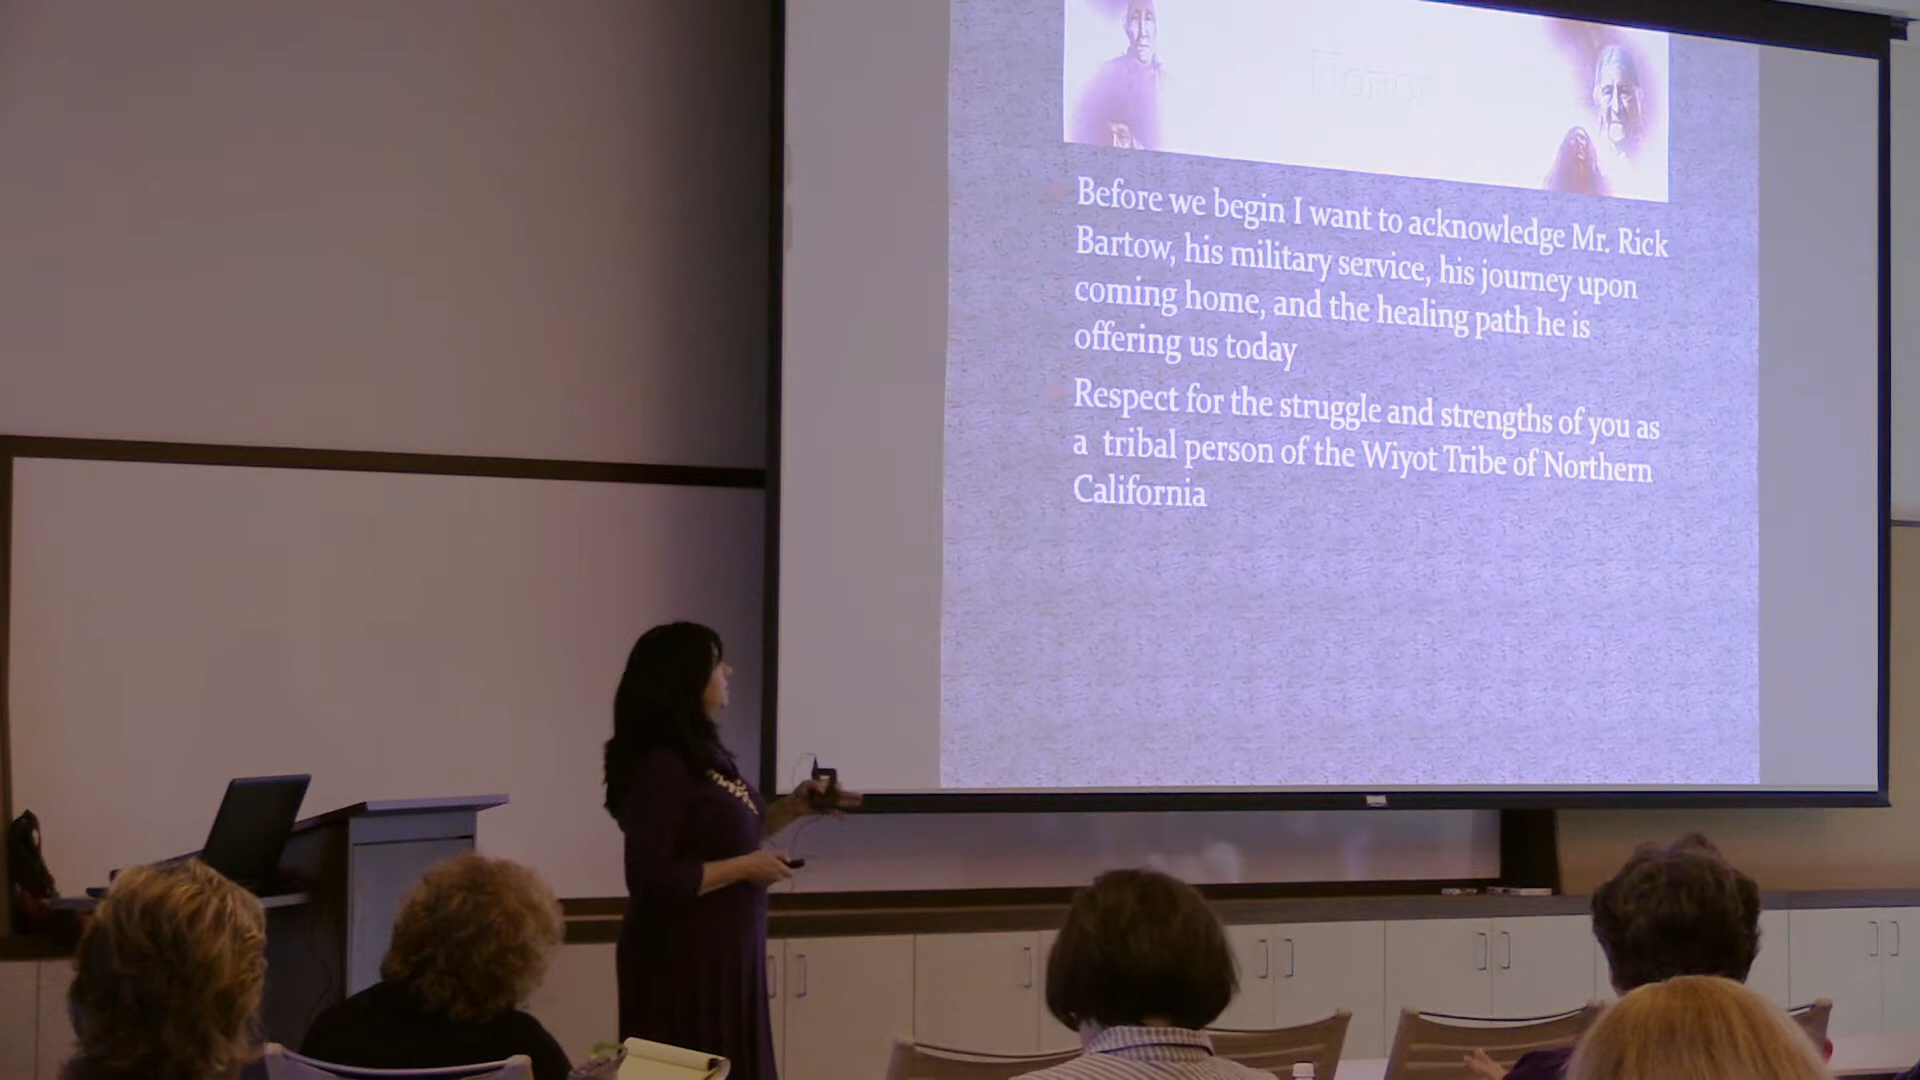 Before we begin I want to acknowledge Mr. Rick
Bartow, his military service, his journey upon
coming home, and the healing path he is
offering us today
Respect for the struggle and strengths of you as
a tribal person of the Wiyot Tribe of Northern
California